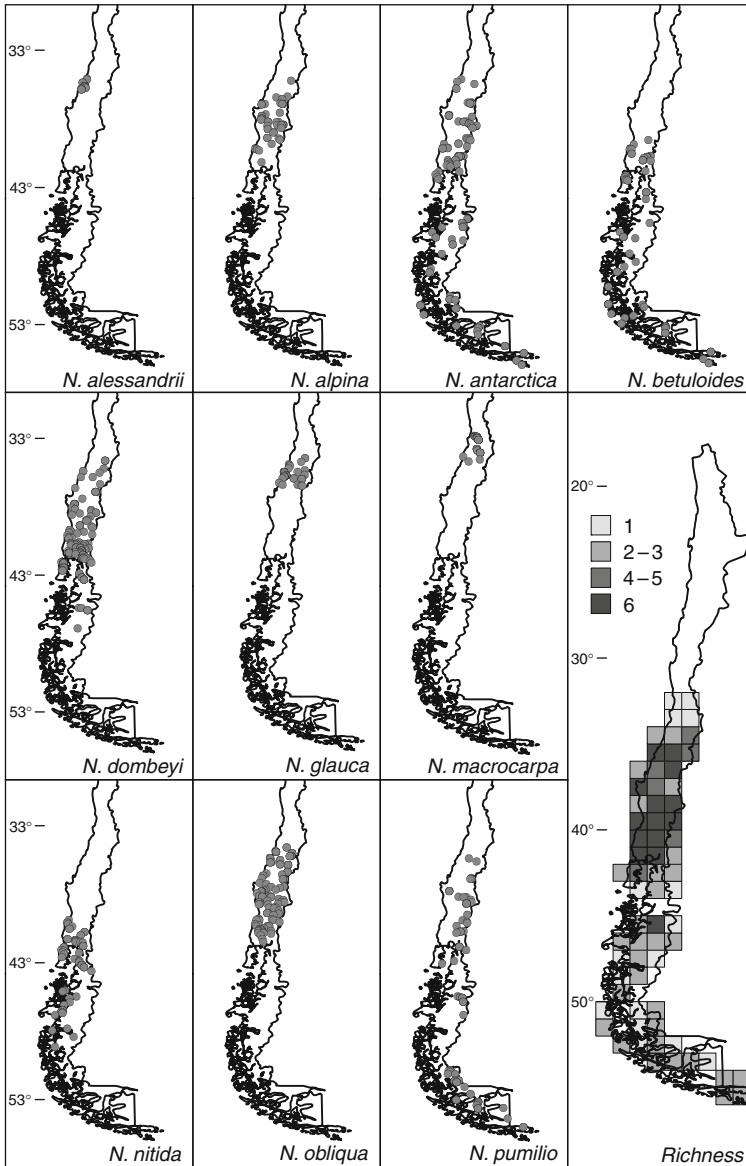 33°
43°
53°
N. alessandrii
N. alpina
N. antarctica
N. betuloides
33°
43°
53°
N. dombeyi
N. glauca
N. macrocarpa
20°
1
2–3
4–5
6
30°
40°
50°
Richness
33°
43°
53°
N. nitida
N. obliqua
N. pumilio